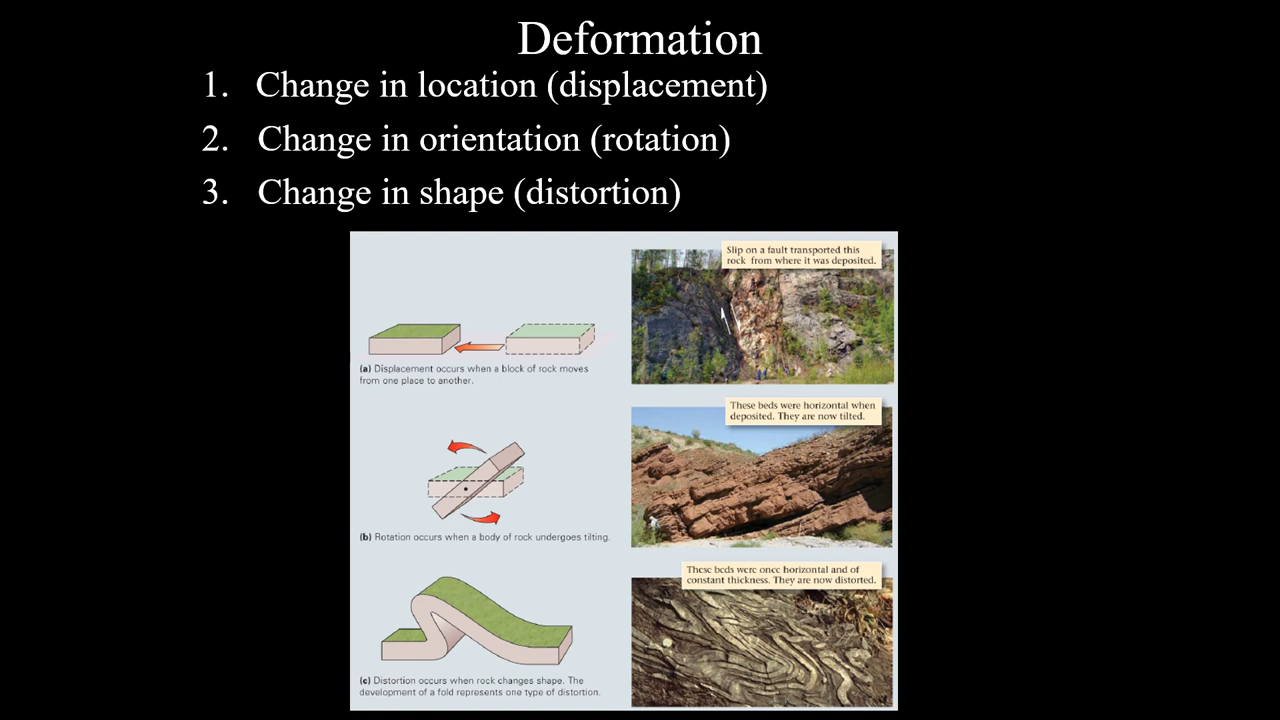 Deformation
1. Change in location (displacement)
2. Change in orientation (rotation)
3. Change in shape (distortion)
Slip on a fault transported this
rock from where it was deposited.
(a) Displacement occurs when a block of rock moves
from one place to another.
These beds were horizontal when
deposited. They are now tilted.
(b) Rotation occurs when a body of rock undergoes tilting.
These beds were once horizontal and of
constant thickness. They are now distorted.
(c) Distortion occurs when rock changes shape. The
development of a fold represents one type of distortion.